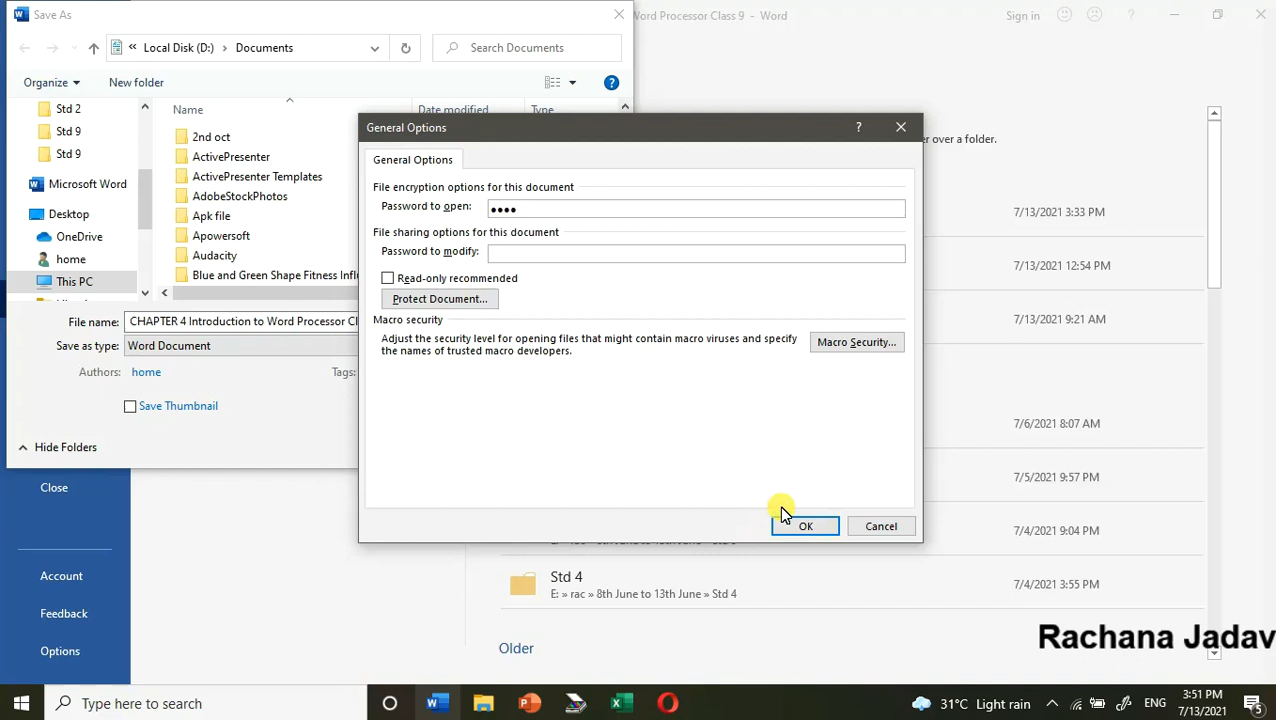 Save As
Word Processor Class 9 - Word
Sign in
?
« Local Disk (D:) › Documents
Search Documents
Organize
New folder
?
Std 2
Std 9
Std 9
Microsoft Word
Desktop
OneDrive
home
This PC
Name
Date modified
Type
2nd oct
ActivePresenter
ActivePresenter Templates
AdobeStockPhotos
Apk file
Apowersoft
Audacity
Blue and Green Shape Fitness Influ
File name:
CHAPTER 4 Introduction to Word Processor Cl
Save as type:
Word Document
Authors:
home
Tags:
Save Thumbnail
Hide Folders
General Options
?
General Options
File encryption options for this document
Password to open:
••••
File sharing options for this document
Password to modify:
Read-only recommended
Protect Document...
Macro security
Adjust the security level for opening files that might contain macro viruses and specify
the names of trusted macro developers.
Macro Security...
OK
Cancel
er over a folder.
7/13/2021 3:33 PM
7/13/2021 12:54 PM
7/13/2021 9:21 AM
7/6/2021 8:07 AM
7/5/2021 9:57 PM
7/4/2021 9:04 PM
Std 4
E: » rac » 8th June to 13th June » Std 4
7/4/2021 3:55 PM
Older
Close
Account
Feedback
Options
Rachana Jadav
Type here to search
31°C Light rain
ENG
3:51 PM
7/13/2021
5